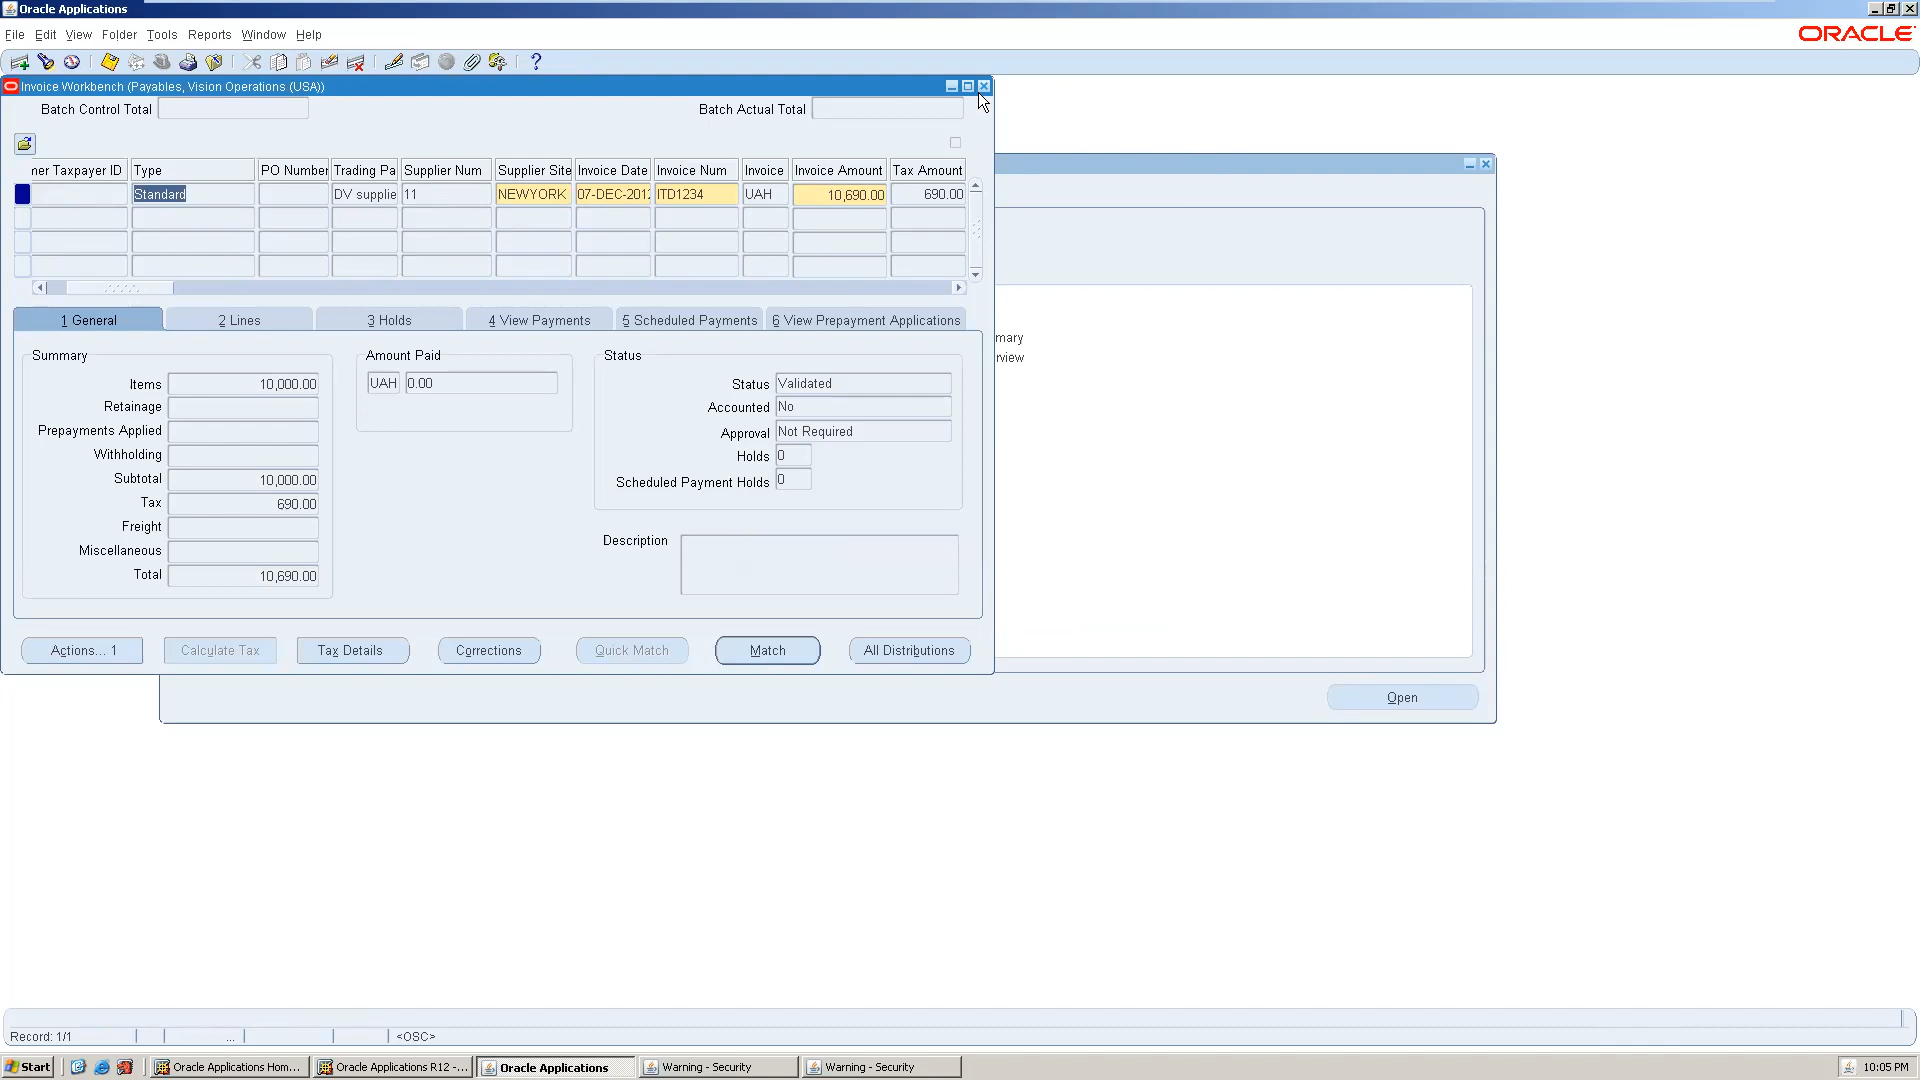 Oracle Applications
File Edit View Folder Tools Reports Window Help
ORACLE
Invoice Workbench (Payables, Vision Operations (USA))
Batch Control Total
Batch Actual Total
ner Taxpayer ID Type PO Number Trading Pa Supplier Num Supplier Site Invoice Date Invoice Num Invoice Invoice Amount Tax Amount
Standard DV supplie 11 NEWYORK 07-DEC-2012 ITD1234 UAH 10,690.00 690.00
1 General 2 Lines 3 Holds 4 View Payments 5 Scheduled Payments 6 View Prepayment Applications
mary
rview
Summary
Items 10,000.00
Retainage
Prepayments Applied
Withholding
Subtotal 10,000.00
Tax 690.00
Freight
Miscellaneous
Total 10,690.00
Amount Paid
UAH 0.00
Status
Status Validated
Accounted No
Approval Not Required
Holds 0
Scheduled Payment Holds 0
Description
Actions... 1 Calculate Tax Tax Details Corrections Quick Match Match All Distributions
Open
Record: 1/1 ... <OSC>
Start Oracle Applications Hom... Oracle Applications R12 -... Oracle Applications Warning - Security Warning - Security 10:05 PM